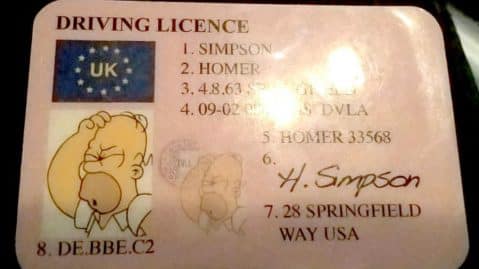 DRIVING LICENCE
UK
1. SIMPSON
2. HOMER
3. 4.8.63
4. 09-02 DVLA
5. HOMER 33568
6.
H. Simpson
7. 28 SPRINGFIELD
WAY USA
8. DE.BBE.C2